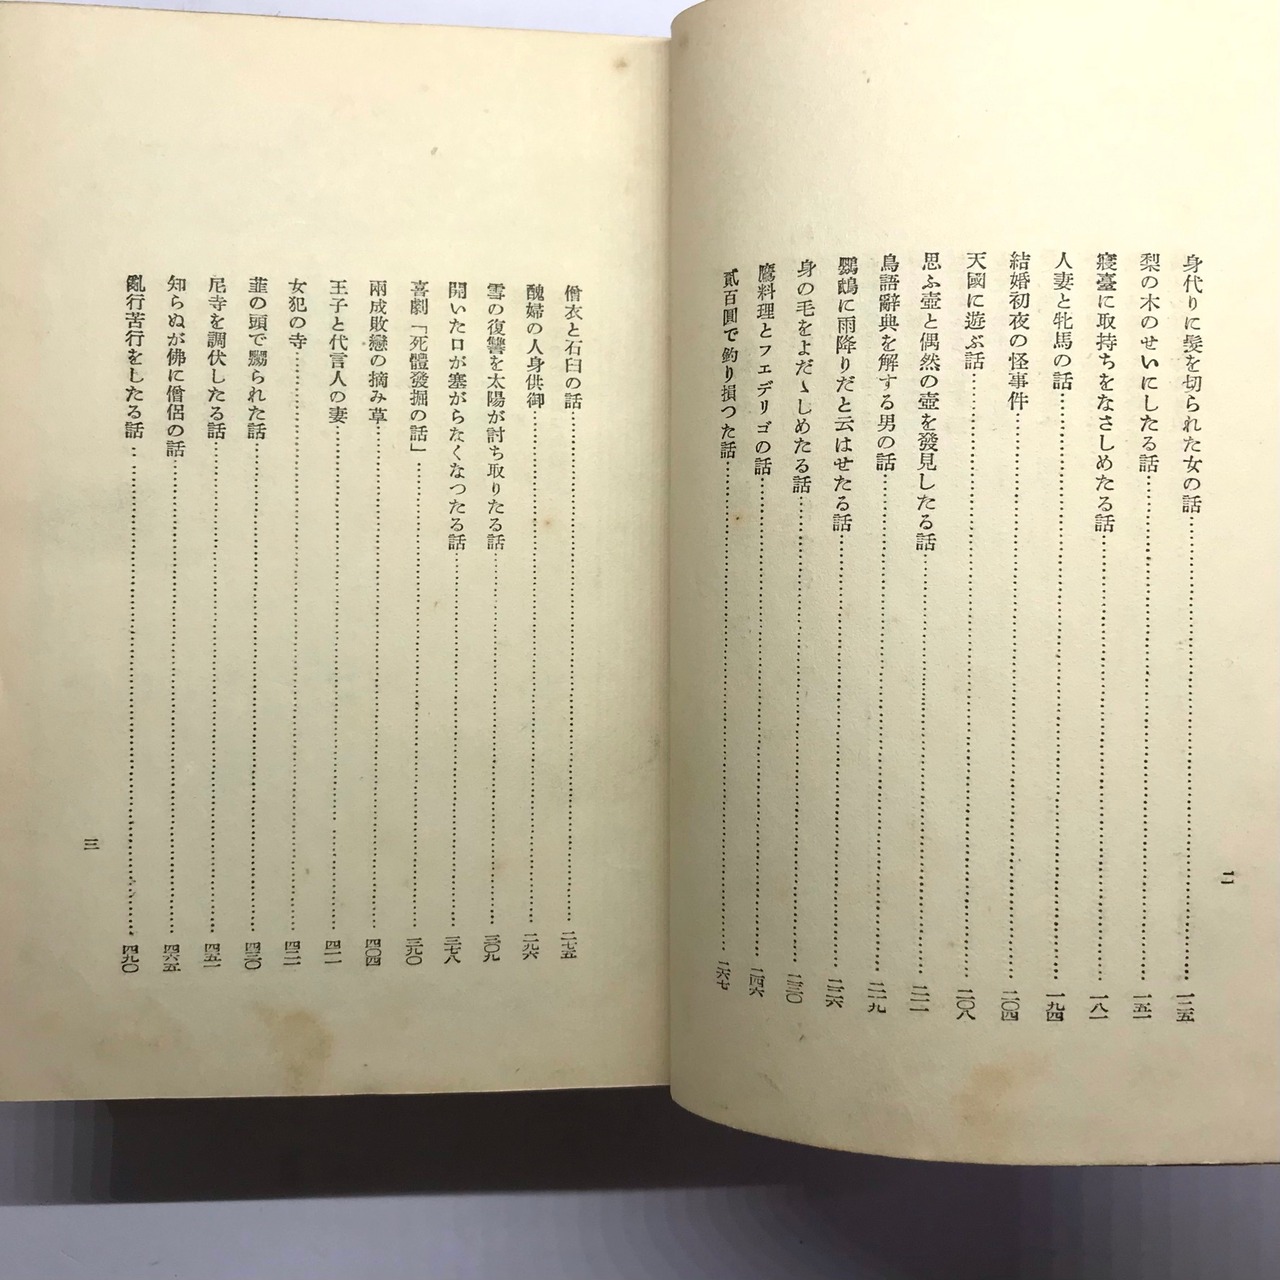 身代りに髮を切られた女の話……一二五
梨の木のせいにしたる話……一五一
寢臺に取持ちをなさしめたる話……一八一
人妻と牝馬の話……一九四
結婚初夜の怪事件……二〇四
天國に遊ぶ話……二〇八
思ふ壺と偶然の壺を發見したる話……二一一
鳥語辭典を解する男の話……二一九
鸚鵡に雨降りだと云はせたる話……二二六
身の毛をよだゝしめたる話……二三〇
鷹料理とフエデリゴの話……二四六
貳百圓で釣り損つた話……二六七
二
僧衣と石臼の話……二七五
醜婦の人身供御……二九六
雪の復讐を太陽が討ち取りたる話……三〇九
開いた口が塞がらなくなつたる話……三七八
喜劇「死體發掘の話」……三九〇
兩成敗戀の摘み草……四〇四
王子と代言人の妻……四一一
女犯の寺……四二一
韮の頭で嬲られた話……四三〇
尼寺を調伏したる話……四五一
知らぬが佛に僧侶の話……四六五
亂行苦行をしたる話……四九〇
三